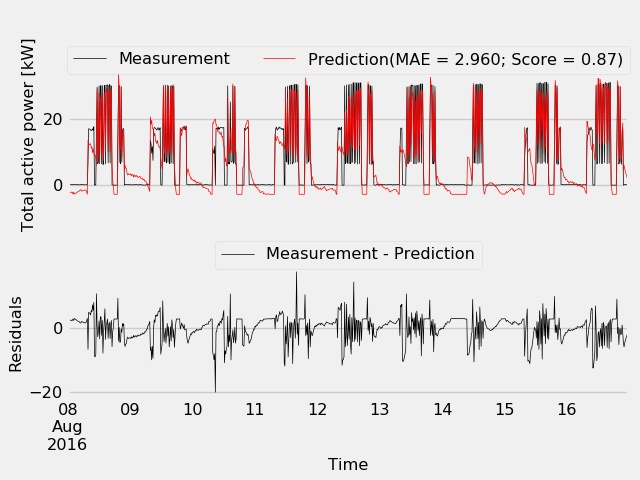 Measurement
Prediction(MAE = 2.960; Score = 0.87)
Total active power [kW]
20
0
Measurement - Prediction
Residuals
0
−20
08 09 10 11 12 13 14 15 16
Aug
2016
Time